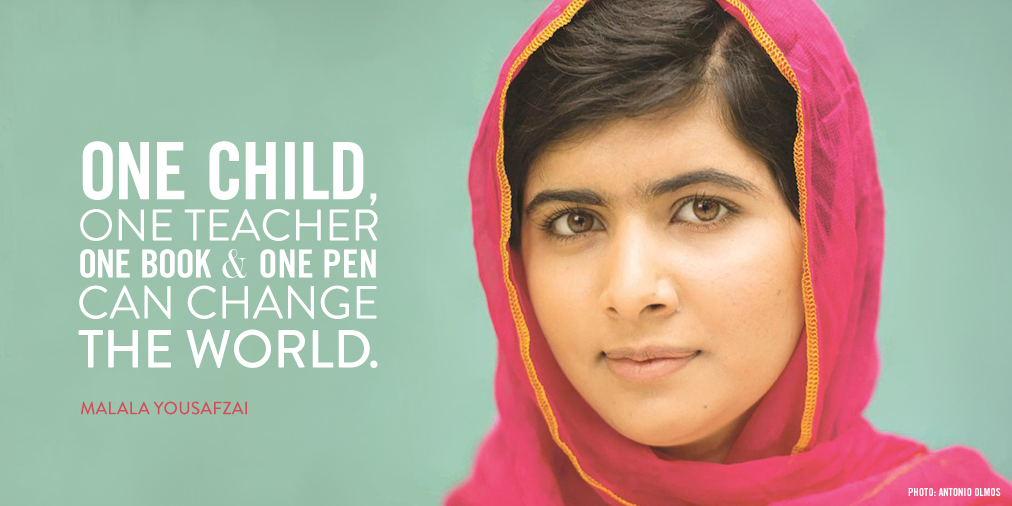 ONE CHILD,
ONE TEACHER
ONE BOOK & ONE PEN
CAN CHANGE
THE WORLD.
MALALA YOUSAFZAI
PHOTO: ANTONIO OLMOS